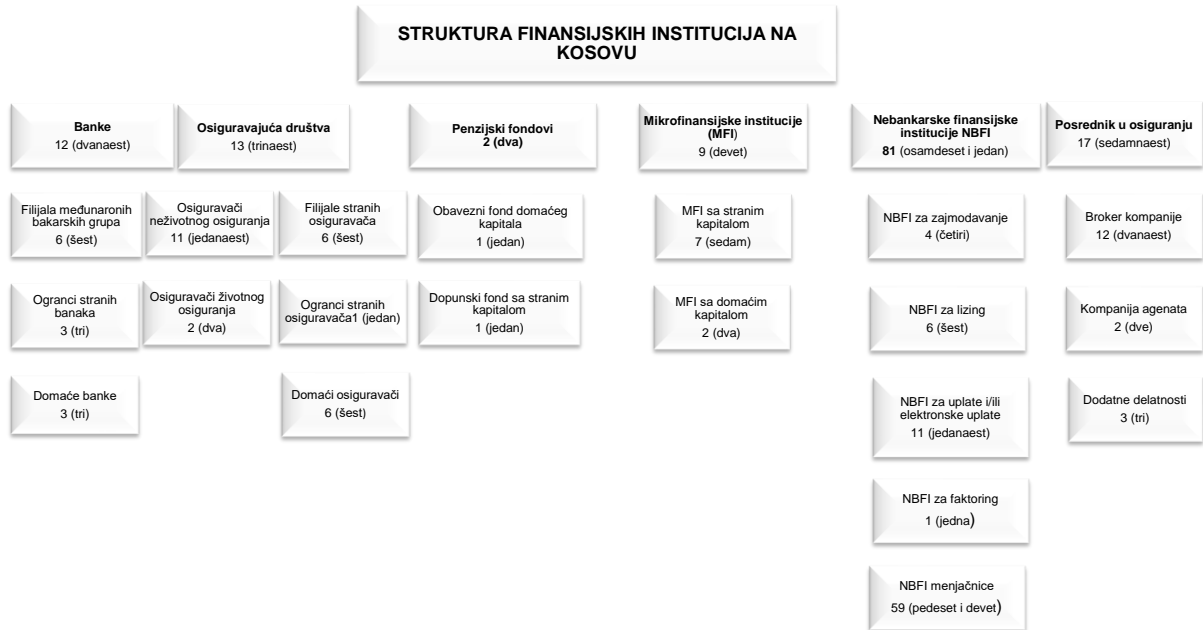 STRUKTURA FINANSIJSKIH INSTITUCIJA NA
KOSOVU
Banke
12 (dvanaest)
Osiguravajuća društva
13 (trinaest)
Penzijski fondovi
2 (dva)
Mikrofinansijske institucije
(MFI)
9 (devet)
Nebankarske finansijske
institucije NBFI
81 (osamdeset i jedan)
Posrednik u osiguranju
17 (sedamnaest)
Filijala međunaronih
bakarskih grupa
6 (šest)
Osiguravači
neživotnog osiguranja
11 (jedanaest)
Filijale stranih
osiguravača
6 (šest)
Obavezni fond domaćeg
kapitala
1 (jedan)
MFI sa stranim
kapitalom
7 (sedam)
NBFI za zajmodavanje
4 (četiri)
Broker kompanije
12 (dvanaest)
Ogranci stranih
banaka
3 (tri)
Osiguravači životnog
osiguranja
2 (dva)
Ogranci stranih
osiguravača1 (jedan)
Dopunski fond sa stranim
kapitalom
1 (jedan)
MFI sa domaćim
kapitalom
2 (dva)
NBFI za lizing
6 (šest)
Kompanija agenata
2 (dve)
Domaće banke
3 (tri)
Domaći osiguravači
6 (šest)
NBFI za uplate i/ili
elektronske uplate
11 (jedanaest)
Dodatne delatnosti
3 (tri)
NBFI za faktoring
1 (jedna)
NBFI menjačnice
59 (pedeset i devet)